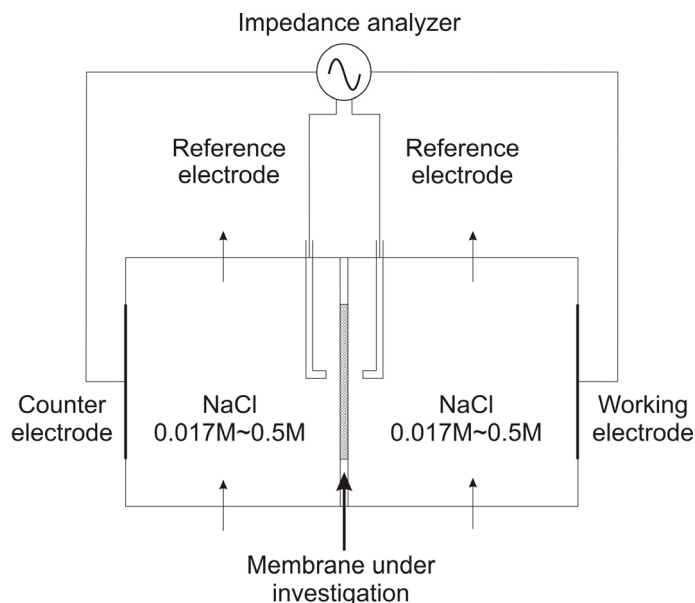 Impedance analyzer
Reference
electrode
Reference
electrode
Counter
electrode
NaCl
0.017M~0.5M
NaCl
0.017M~0.5M
Working
electrode
Membrane under
investigation